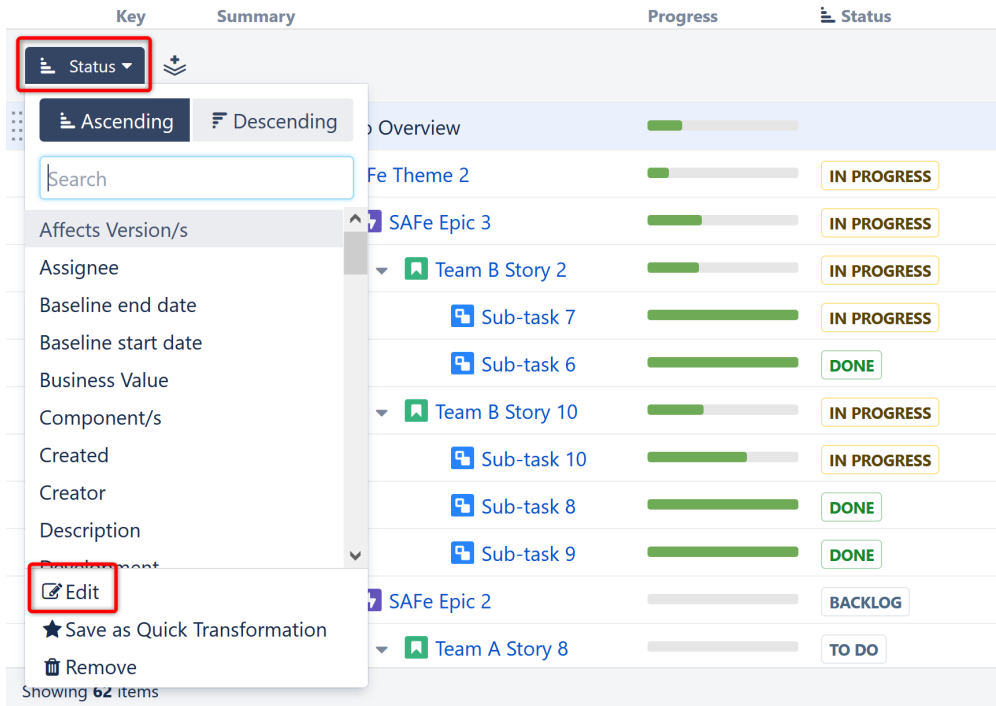 Key Summary Progress Status
Status
Ascending Descending
Overview
Search
Fe Theme 2 IN PROGRESS
Affects Version/s
SAFe Epic 3 IN PROGRESS
Assignee
Team B Story 2 IN PROGRESS
Baseline end date
Sub-task 7 IN PROGRESS
Baseline start date
Sub-task 6 DONE
Business Value
Component/s
Team B Story 10 IN PROGRESS
Created
Sub-task 10 IN PROGRESS
Creator
Sub-task 8 DONE
Description
Sub-task 9 DONE
Development
Edit
SAFe Epic 2 BACKLOG
Save as Quick Transformation
Team A Story 8 TO DO
Remove
Showing 62 items